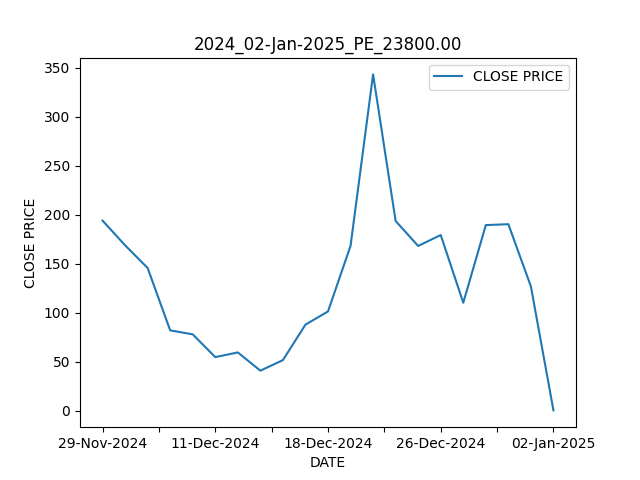 2024_02-Jan-2025_PE_23800.00
CLOSE PRICE
350
300
250
200
150
100
50
0
CLOSE PRICE
29-Nov-2024
11-Dec-2024
18-Dec-2024
26-Dec-2024
02-Jan-2025
DATE